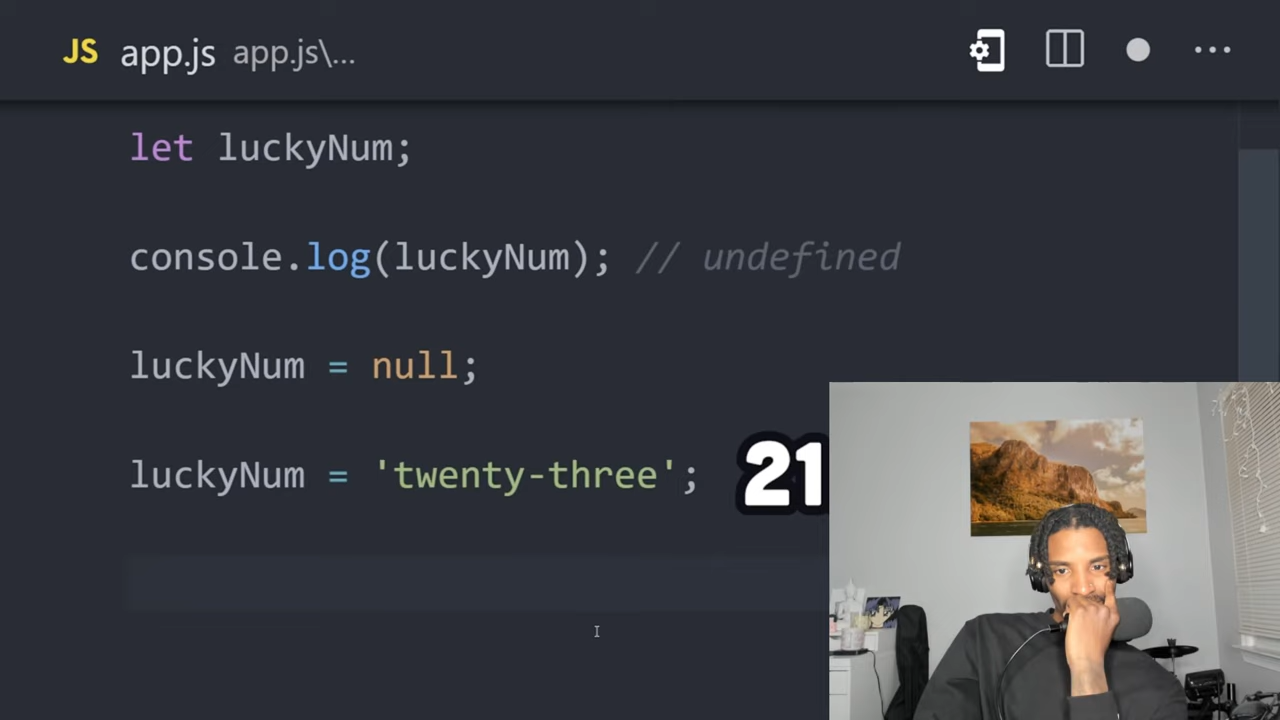 JS app.js app.js\...
let luckyNum;
console.log(luckyNum); // undefined
luckyNum = null;
luckyNum = 'twenty-three'; 21